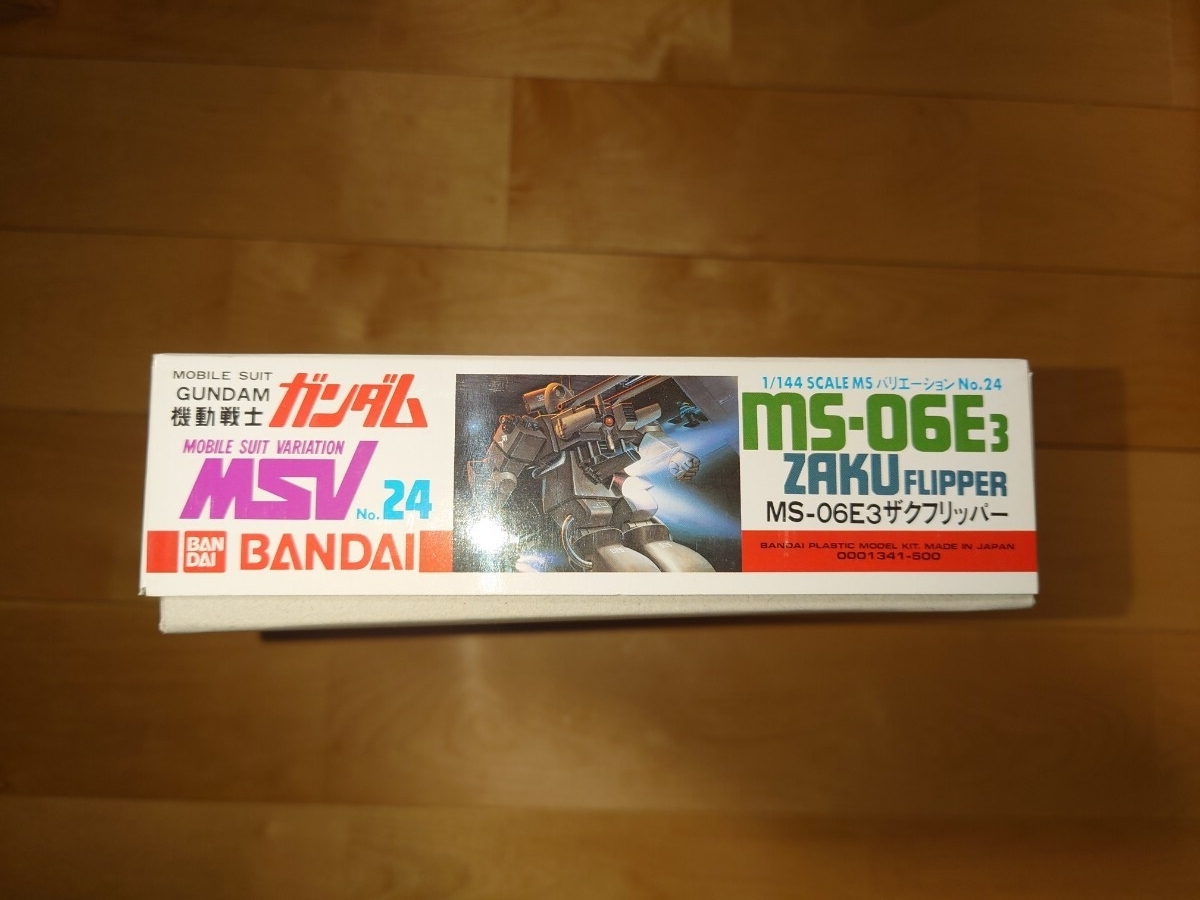 MOBILE SUIT
GUNDAM
機動戦士 ガンダム
MOBILE SUIT VARIATION
MSV No.24
BAN
DAI
BANDAI
1/144 SCALE MS バリエーション No.24
MS-06E3
ZAKU FLIPPER
MS-06E3ザクフリッパー
BANDAI PLASTIC MODEL KIT. MADE IN JAPAN
0001341-500